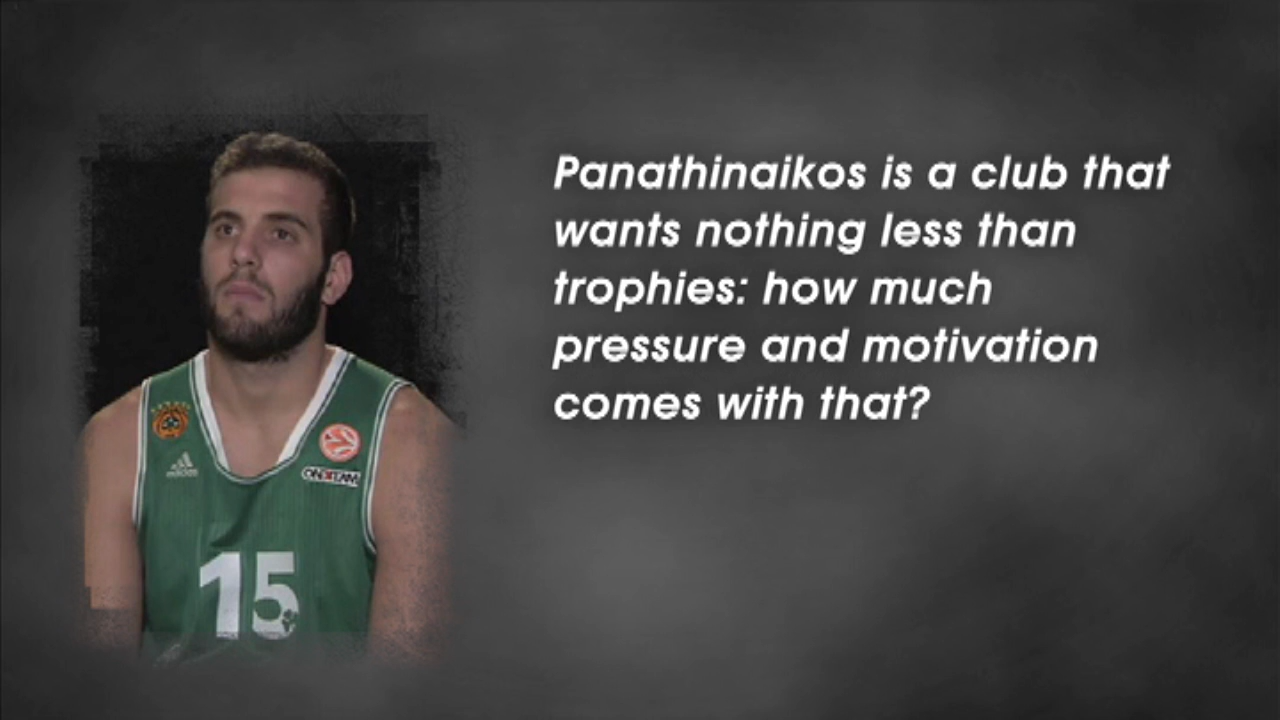 Panathinaikos is a club that
wants nothing less than
trophies: how much
pressure and motivation
comes with that?
adidas
15